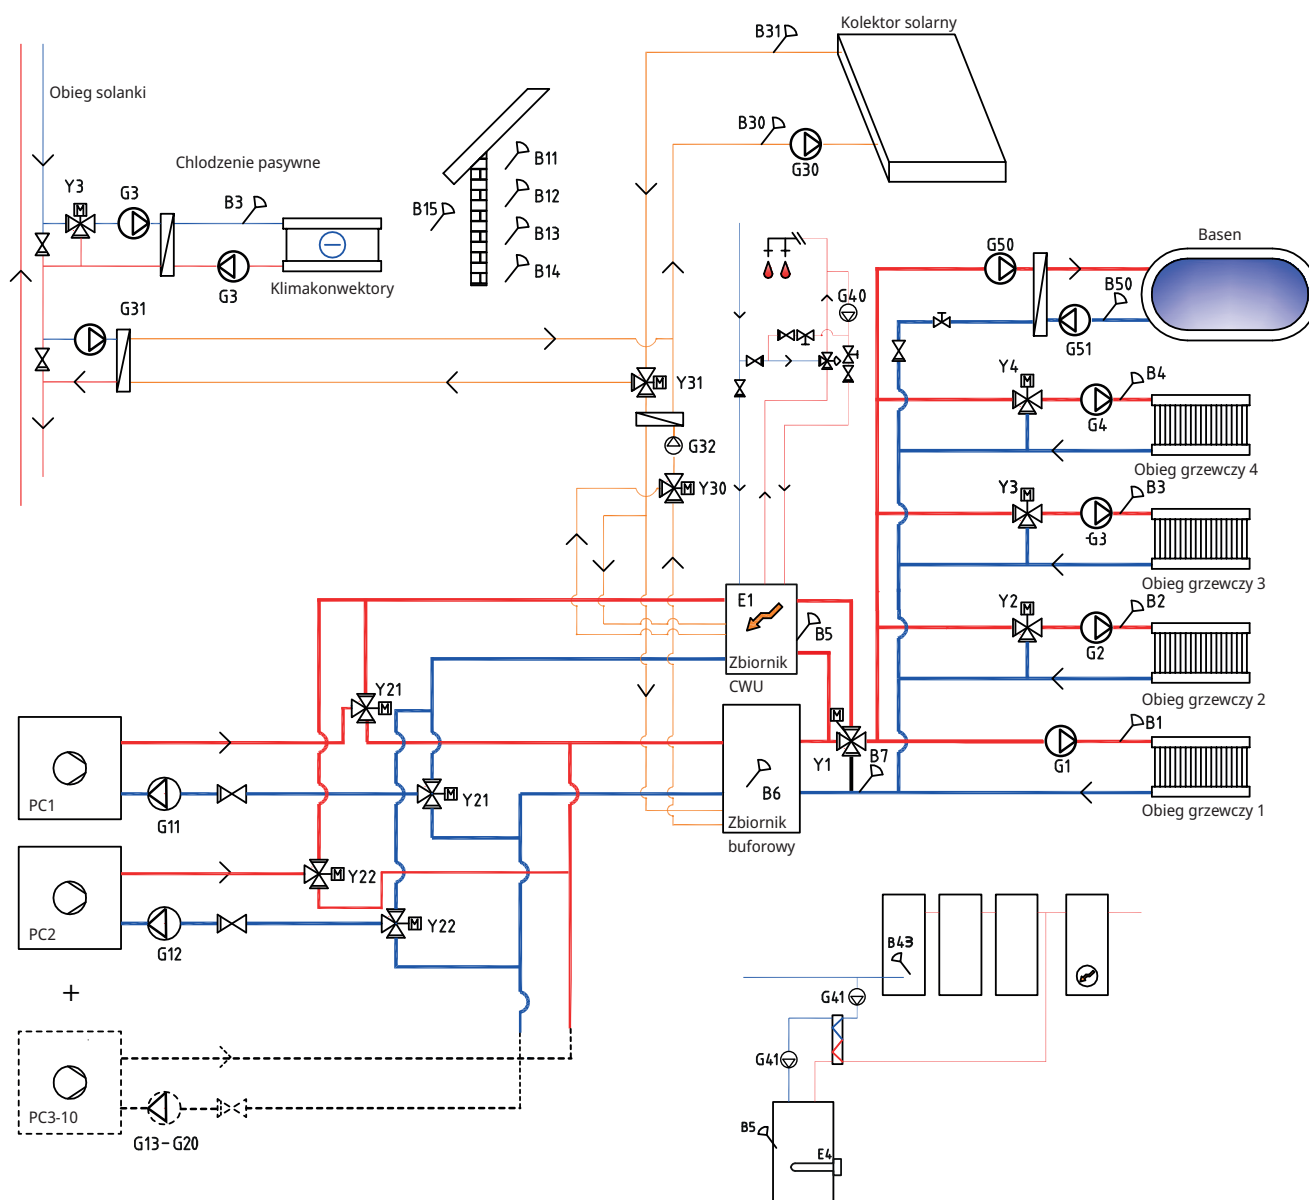 Kolektor solarny
B31
Obieg solanki
B30
G30
Chlodzenie pasywne
B11
Y3
M
G3
B3
B12
B15
B13
B14
G3
Klimakonwektory
G31
Basen
G50
B50
G40
G51
Y31
M
Y4
M
B4
G4
G32
Obieg grzewczy 4
Y30
M
Y3
M
B3
G3
Obieg grzewczy 3
E1
Y2
M
B2
B5
G2
Zbiornik
CWU
Obieg grzewczy 2
Y21
M
M
B1
Y1
B7
G1
PC1
G11
Y21
M
B6
Zbiornik
buforowy
Obieg grzewczy 1
Y22
M
PC2
G12
Y22
M
B43
+
G41
G41
PC3-10
G13-G20
B5
E4